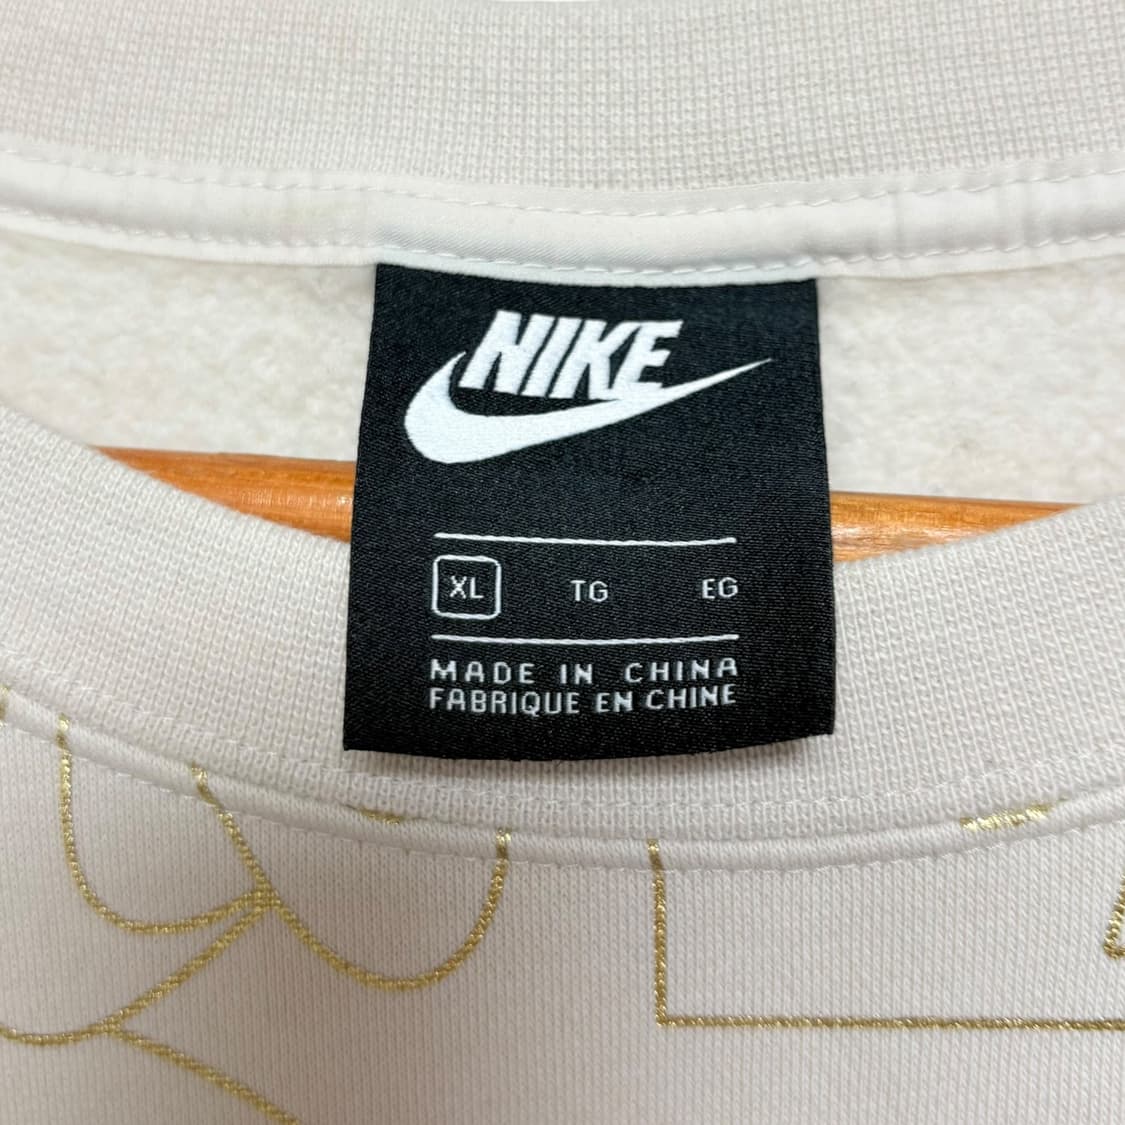 NIKE
XL TG EG
MADE IN CHINA
FABRIQUE EN CHINE